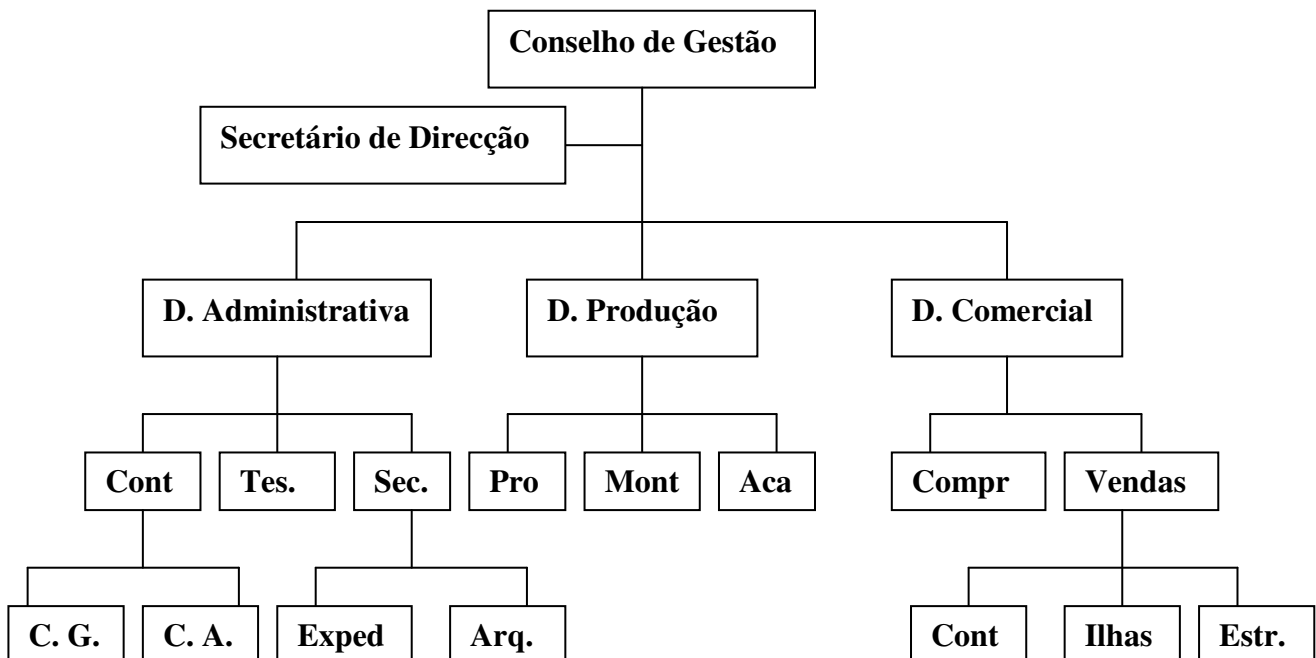 Conselho de Gestão
Secretário de Direcção
D. Administrativa
D. Produção
D. Comercial
Cont
Tes.
Sec.
Pro
Mont
Aca
Compr
Vendas
C. G.
C. A.
Exped
Arq.
Cont
Ilhas
Estr.